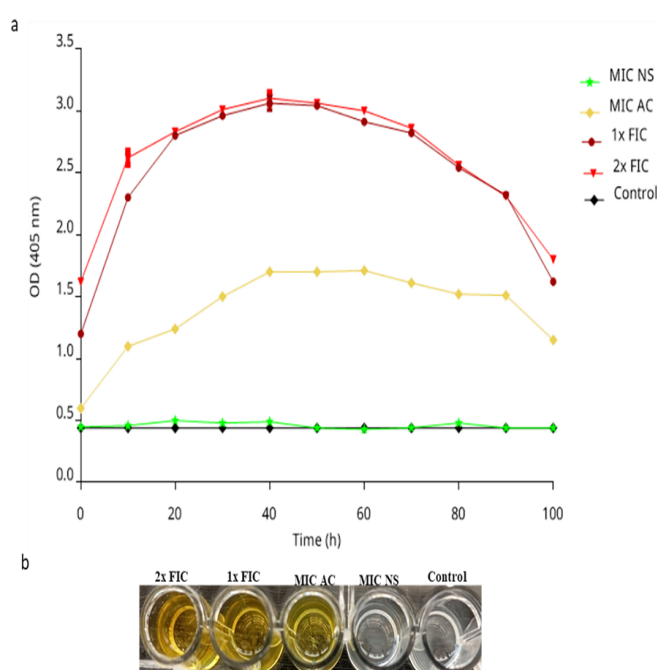 a
3.5
3.0
2.5
2.0
1.5
1.0
0.5
0.0
OD (405 nm)
0 20 40 60 80 100
Time (h)
MIC NS
MIC AC
1x FIC
2x FIC
Control
b
2x FIC 1x FIC MIC AC MIC NS Control